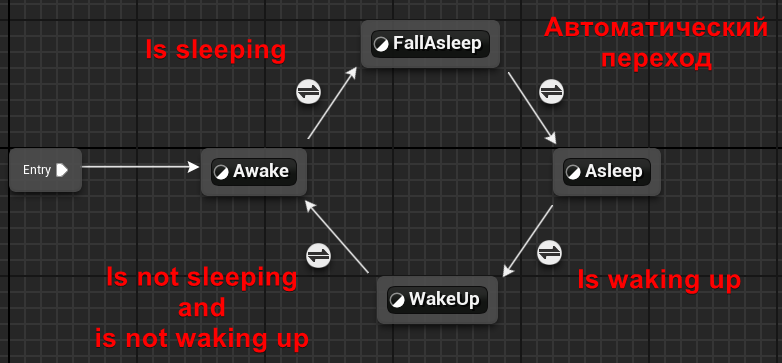 Is sleeping
FallAsleep
Автоматический
переход
Entry
Awake
Asleep
Is not sleeping
and
is not waking up
WakeUp
Is waking up